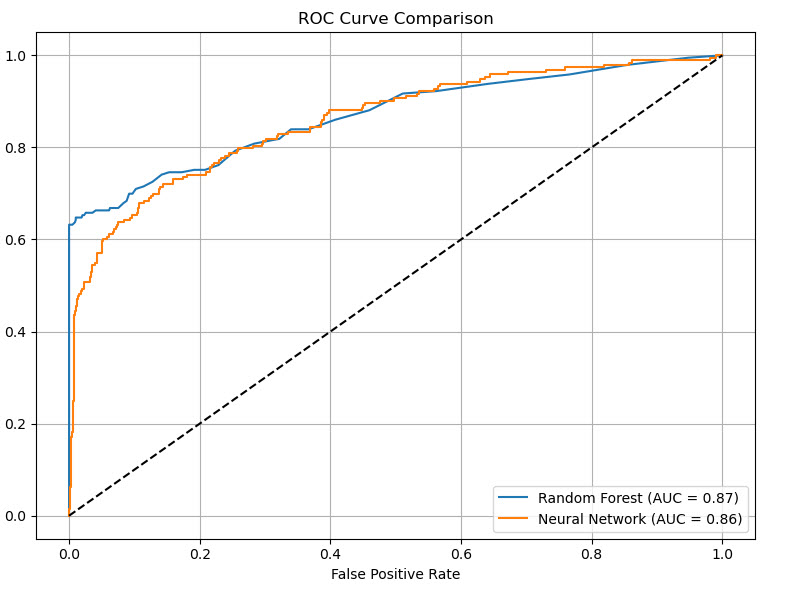 ROC Curve Comparison
1.0
0.8
0.6
0.4
0.2
0.0
Random Forest (AUC = 0.87)
Neural Network (AUC = 0.86)
0.0 0.2 0.4 0.6 0.8 1.0
False Positive Rate